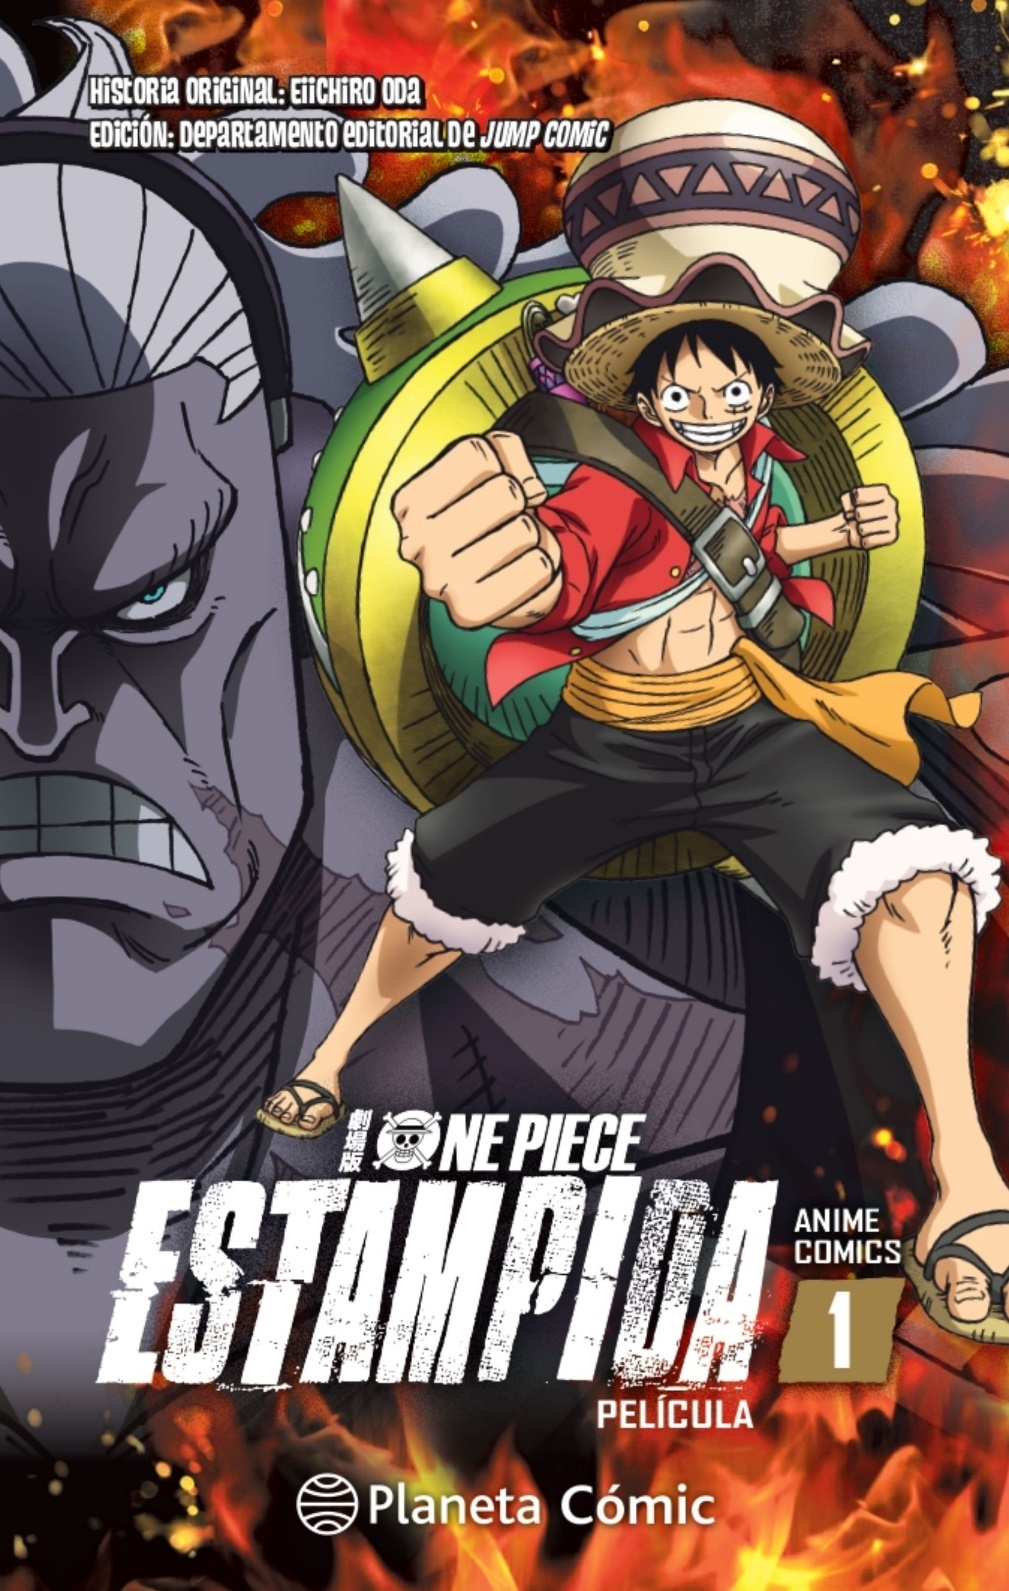 Historia original: Eiichiro Oda
Edición: Departamento editorial de Jump Comic
劇場版 ONE PIECE
ESTAMPIDA
ANIME
COMICS
1
PELÍCULA
Planeta Cómic